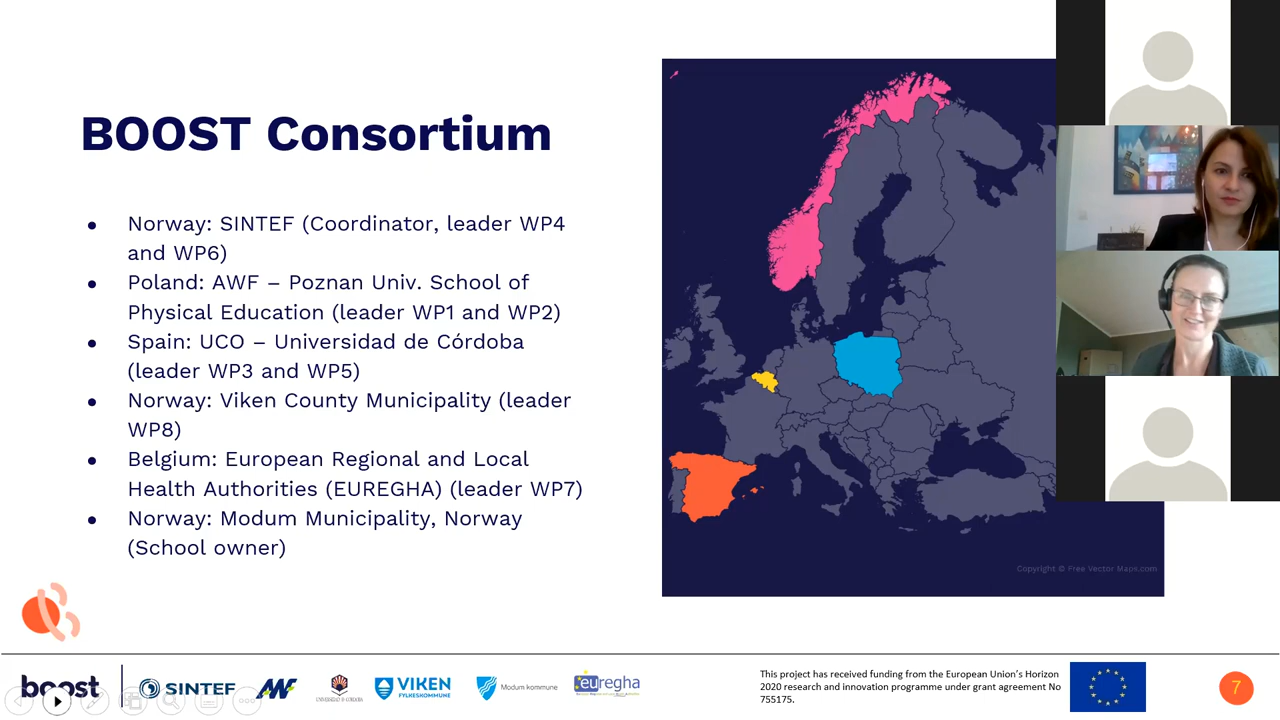 BOOST Consortium
● Norway: SINTEF (Coordinator, leader WP4
and WP6)
● Poland: AWF – Poznan Univ. School of
Physical Education (leader WP1 and WP2)
● Spain: UCO – Universidad de Córdoba
(leader WP3 and WP5)
● Norway: Viken County Municipality (leader
WP8)
● Belgium: European Regional and Local
Health Authorities (EUREGHA) (leader WP7)
● Norway: Modum Municipality, Norway
(School owner)
Copyright © Free Vector Maps.com
boost
SINTEF
AWF
UNIVERSIDAD Ð CORDOBA
VIKEN
FYLKESKOMMUNE
Modum kommune
euregha
This project has received funding from the European Union's Horizon
2020 research and innovation programme under grant agreement No
755175.
7